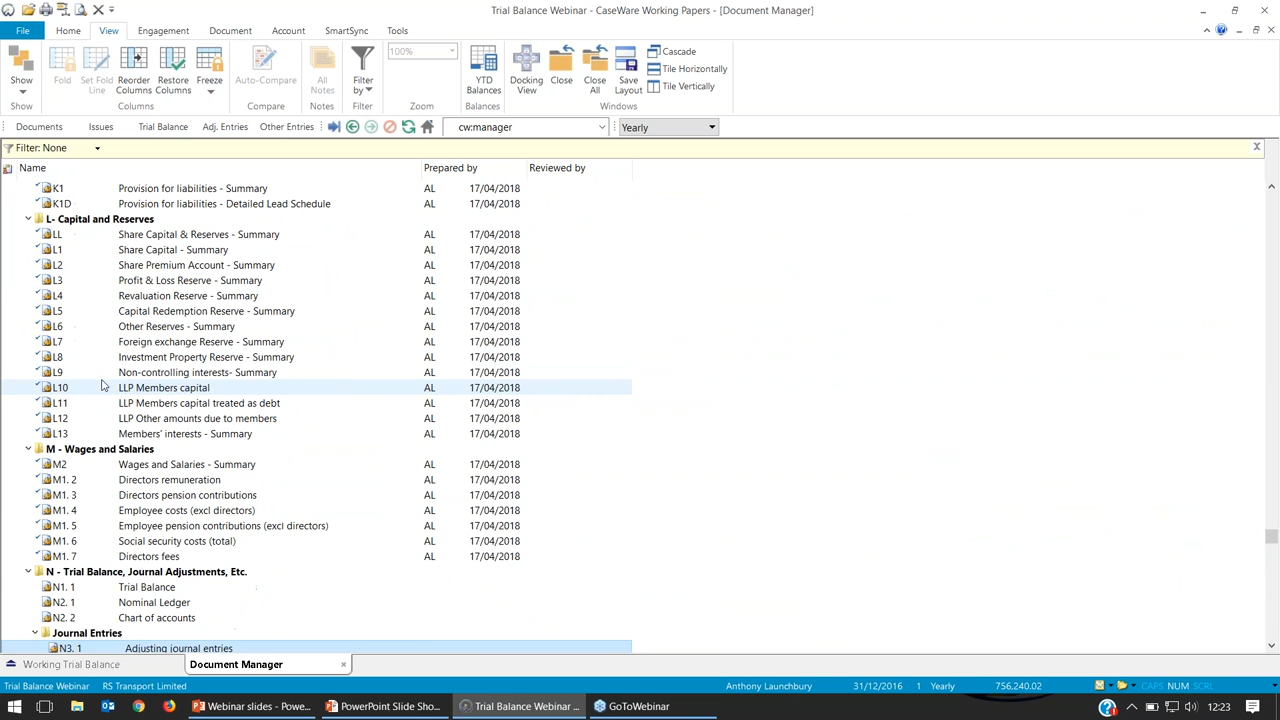 Trial Balance Webinar - CaseWare Working Papers - [Document Manager]
File Home View Engagement Document Account SmartSync Tools
Show Fold Set Fold Line Reorder Columns Restore Columns Freeze Auto-Compare All Notes Filter by 100% YTD Balances Docking View Close Close All Save Layout Cascade Tile Horizontally Tile Vertically
Show Columns Compare Notes Filter Zoom Balances Windows
Documents Issues Trial Balance Adj. Entries Other Entries cw:manager Yearly
Filter: None
Name Prepared by Reviewed by
K1 Provision for liabilities - Summary AL 17/04/2018
K1D Provision for liabilities - Detailed Lead Schedule AL 17/04/2018
L- Capital and Reserves
LL Share Capital & Reserves - Summary AL 17/04/2018
L1 Share Capital - Summary AL 17/04/2018
L2 Share Premium Account - Summary AL 17/04/2018
L3 Profit & Loss Reserve - Summary AL 17/04/2018
L4 Revaluation Reserve - Summary AL 17/04/2018
L5 Capital Redemption Reserve - Summary AL 17/04/2018
L6 Other Reserves - Summary AL 17/04/2018
L7 Foreign exchange Reserve - Summary AL 17/04/2018
L8 Investment Property Reserve - Summary AL 17/04/2018
L9 Non-controlling interests- Summary AL 17/04/2018
L10 LLP Members capital AL 17/04/2018
L11 LLP Members capital treated as debt AL 17/04/2018
L12 LLP Other amounts due to members AL 17/04/2018
L13 Members' interests - Summary AL 17/04/2018
M - Wages and Salaries
M2 Wages and Salaries - Summary AL 17/04/2018
M1. 2 Directors remuneration AL 17/04/2018
M1. 3 Directors pension contributions AL 17/04/2018
M1. 4 Employee costs (excl directors) AL 17/04/2018
M1. 5 Employee pension contributions (excl directors) AL 17/04/2018
M1. 6 Social security costs (total) AL 17/04/2018
M1. 7 Directors fees AL 17/04/2018
N - Trial Balance, Journal Adjustments, Etc.
N1. 1 Trial Balance
N2. 1 Nominal Ledger
N2. 2 Chart of accounts
Journal Entries
N3. 1 Adjusting journal entries
Working Trial Balance Document Manager
Trial Balance Webinar RS Transport Limited Anthony Launchbury 31/12/2016 1 Yearly 756,240.02 CAPS NUM SCRL
Webinar slides - Powe... PowerPoint Slide Sho... Trial Balance Webinar ... GoToWebinar 12:23